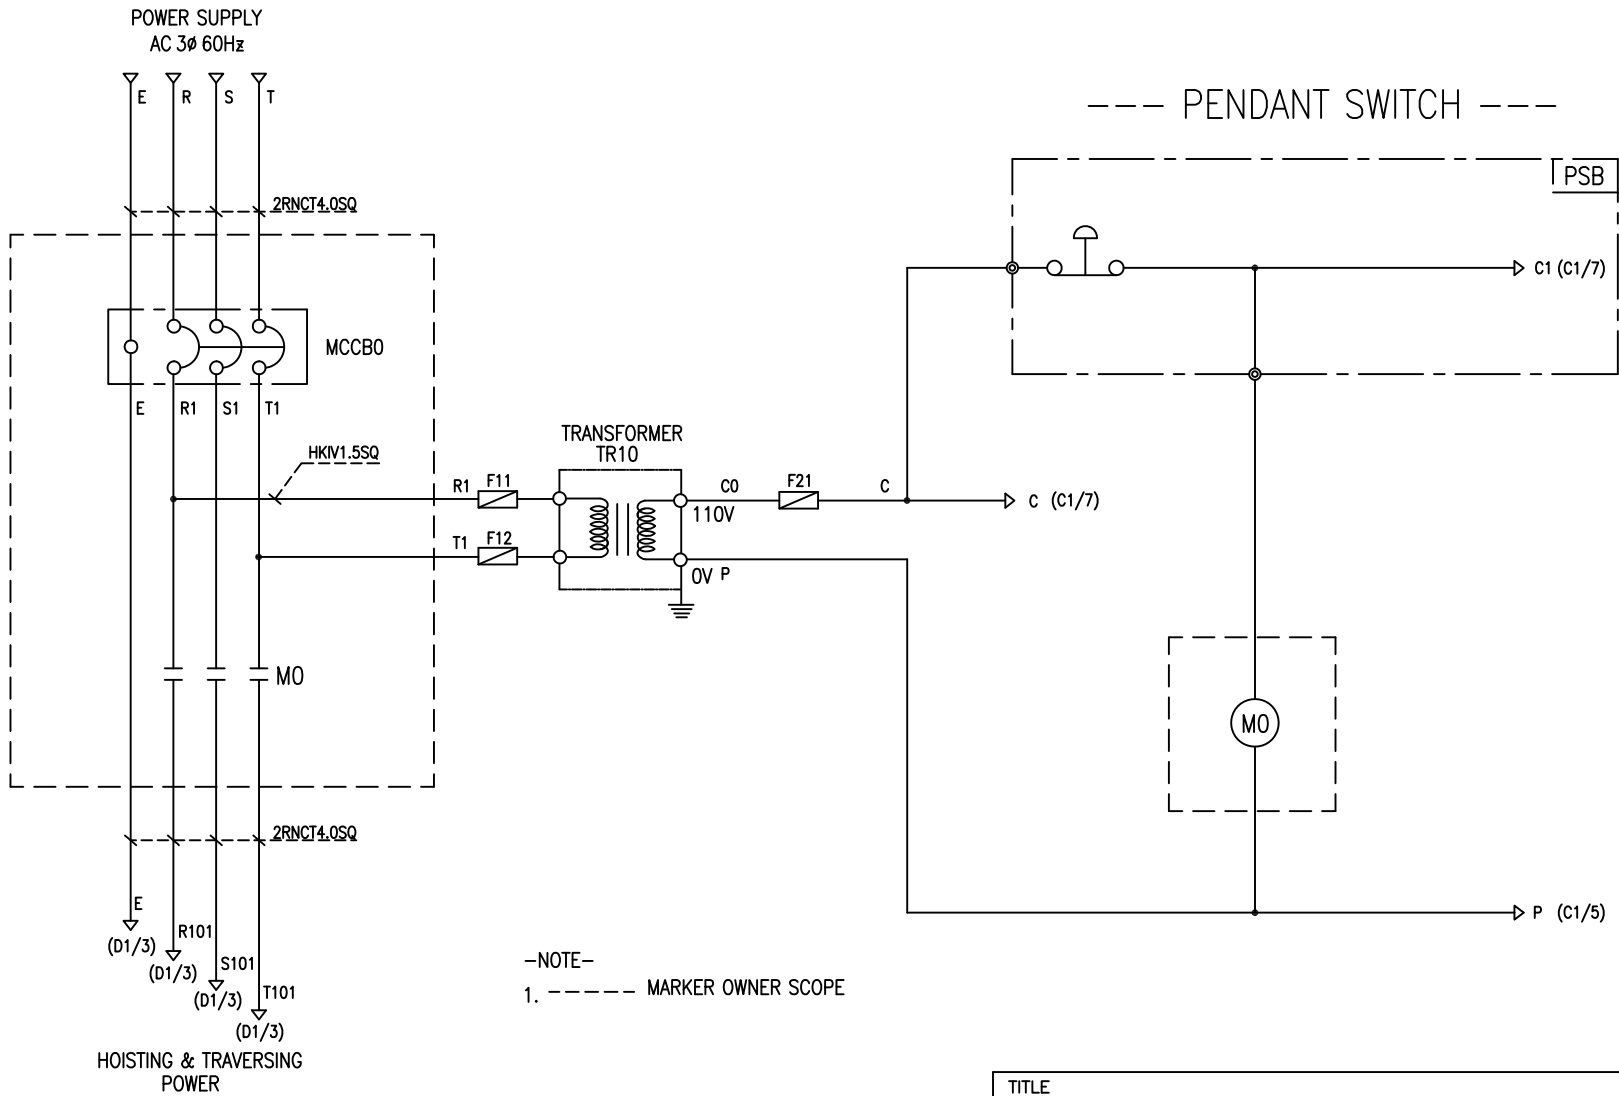 POWER SUPPLY
AC 3ø 60Hz
E
R
S
T
--- PENDANT SWITCH ---
PSB
2RNCT4.0SQ
C1 (C1/7)
MCCB0
E
R1
S1
T1
HKIV1.5SQ
TRANSFORMER
TR10
R1
F11
C0
F21
C
C (C1/7)
110V
T1
F12
0V P
M0
M0
2RNCT4.0SQ
E
(D1/3)
R101
(D1/3)
S101
(D1/3)
T101
(D1/3)
P (C1/5)
HOISTING & TRAVERSING
POWER
-NOTE-
1. ------ MARKER OWNER SCOPE
TITLE